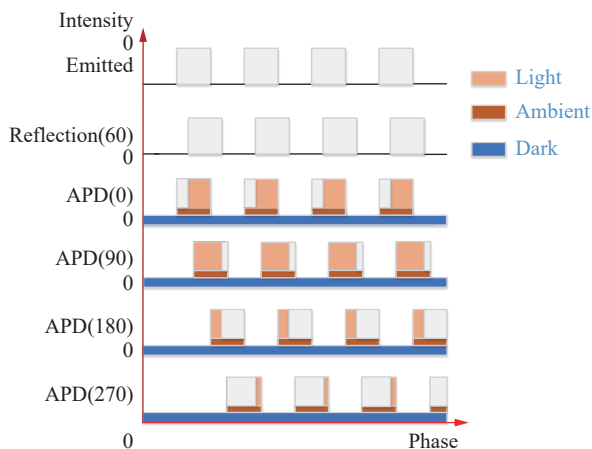 Intensity
0
Emitted
Reflection(60)
0
APD(0)
0
APD(90)
0
APD(180)
0
APD(270)
0
Phase
Light
Ambient
Dark